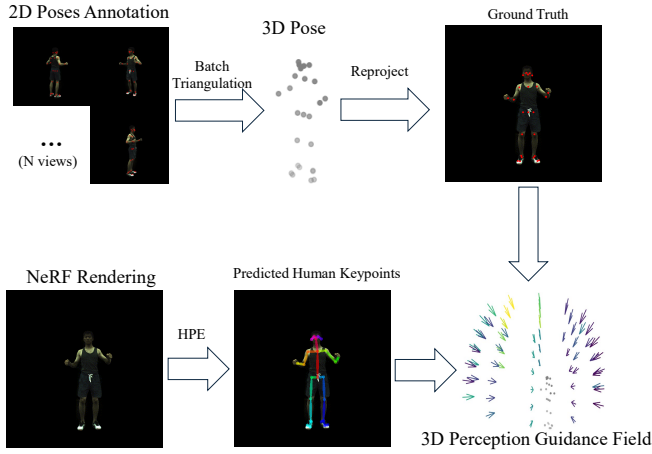 2D Poses Annotation
3D Pose
Ground Truth
Batch
Triangulation
Reproject
...
(N views)
NeRF Rendering
Predicted Human Keypoints
HPE
3D Perception Guidance Field